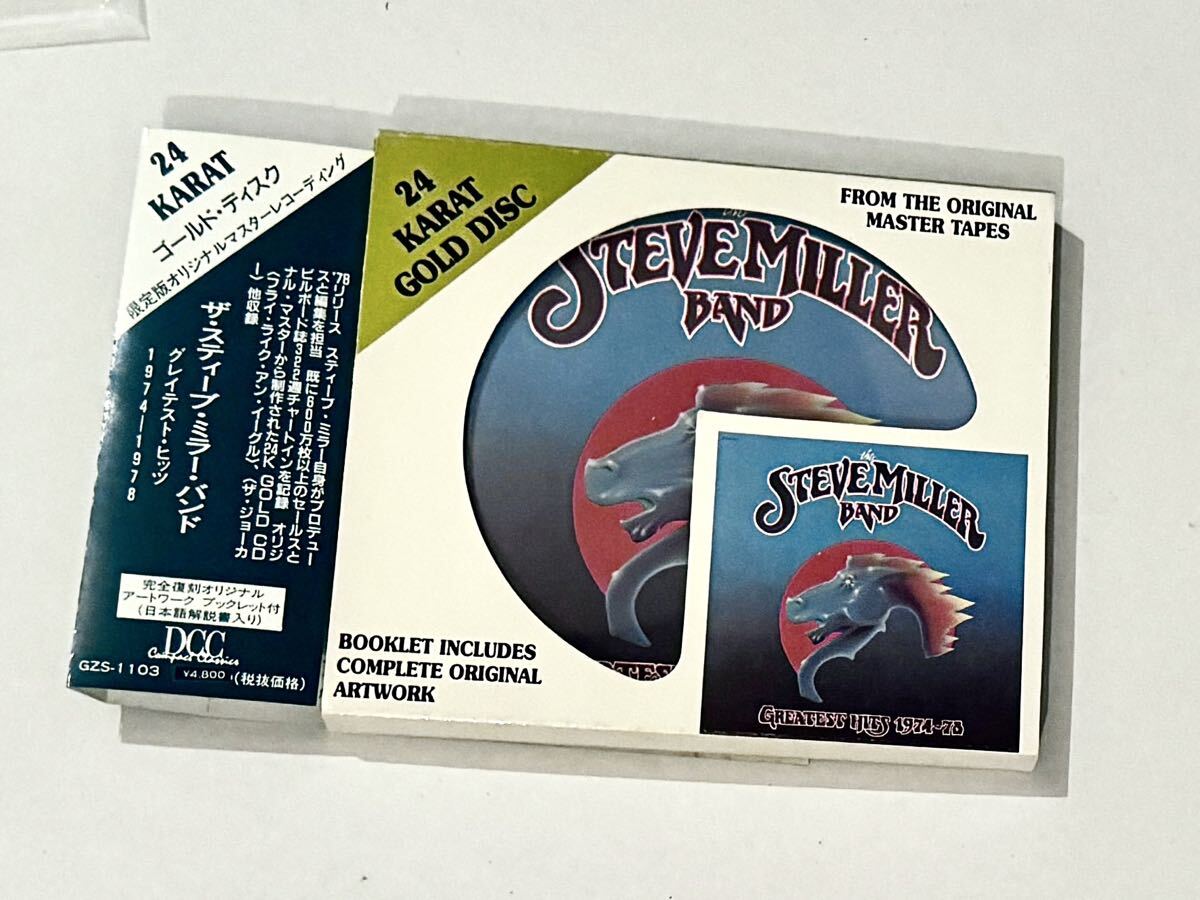 24
KARAT
ゴールド・ディスク
限定版オリジナルマスターレコーディング
'78リリース スティーブ・ミラー自身がプロデュー
スと編集を担当 既に600万枚以上のセールスと
ビルボード誌322週チャートインを記録 オリジ
ナル・マスターから制作された24K GOLD CD
(フライ・ライク・アン・イーグル)、(ザ・ジョーカ
ー)他収録
ザ・スティーブ・ミラー・バンド
グレイテスト・ヒッツ
1974—1978
完全復刻オリジナル
アートワーク ブックレット付
(日本語解説書入り)
DCC
Compact Classics
GZS-1103
¥4,800 (税抜価格)
24
KARAT
GOLD DISC
FROM THE ORIGINAL
MASTER TAPES
STEVE MILLER
BAND
BOOKLET INCLUDES
COMPLETE ORIGINAL
ARTWORK
the
STEVE MILLER
BAND
GREATEST HITS 1974-78